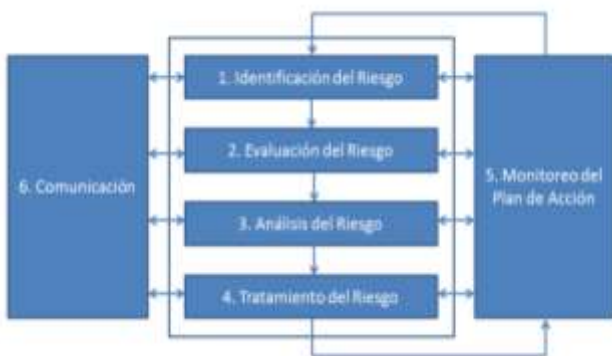 1. Identificación del Riesgo
2. Evaluación del Riesgo
3. Análisis del Riesgo
4. Tratamiento del Riesgo
5. Monitoreo del
Plan de Acción
6. Comunicación